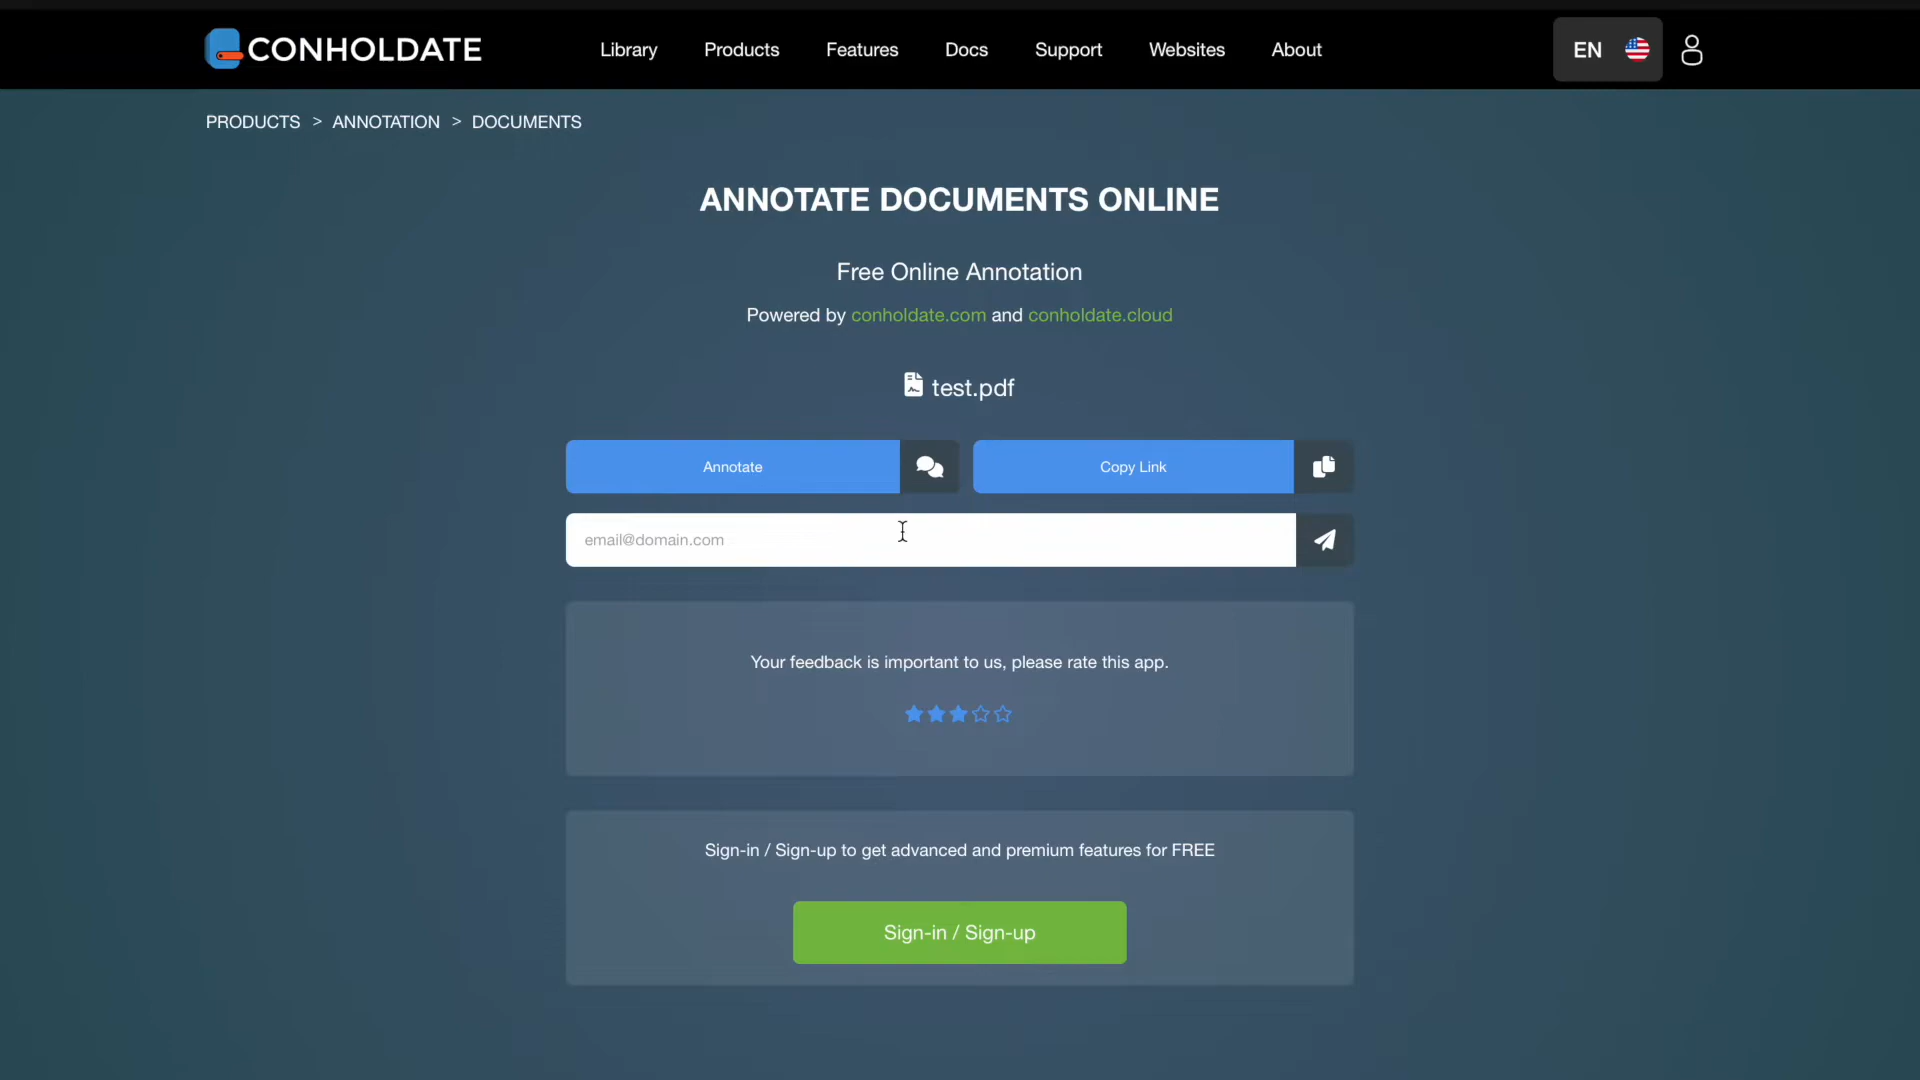 CONHOLDATE
Library Products Features Docs Support Websites About
EN
PRODUCTS > ANNOTATION > DOCUMENTS
ANNOTATE DOCUMENTS ONLINE
Free Online Annotation
Powered by conholdate.com and conholdate.cloud
test.pdf
Annotate
Copy Link
email@domain.com
Your feedback is important to us, please rate this app.
Sign-in / Sign-up to get advanced and premium features for FREE
Sign-in / Sign-up